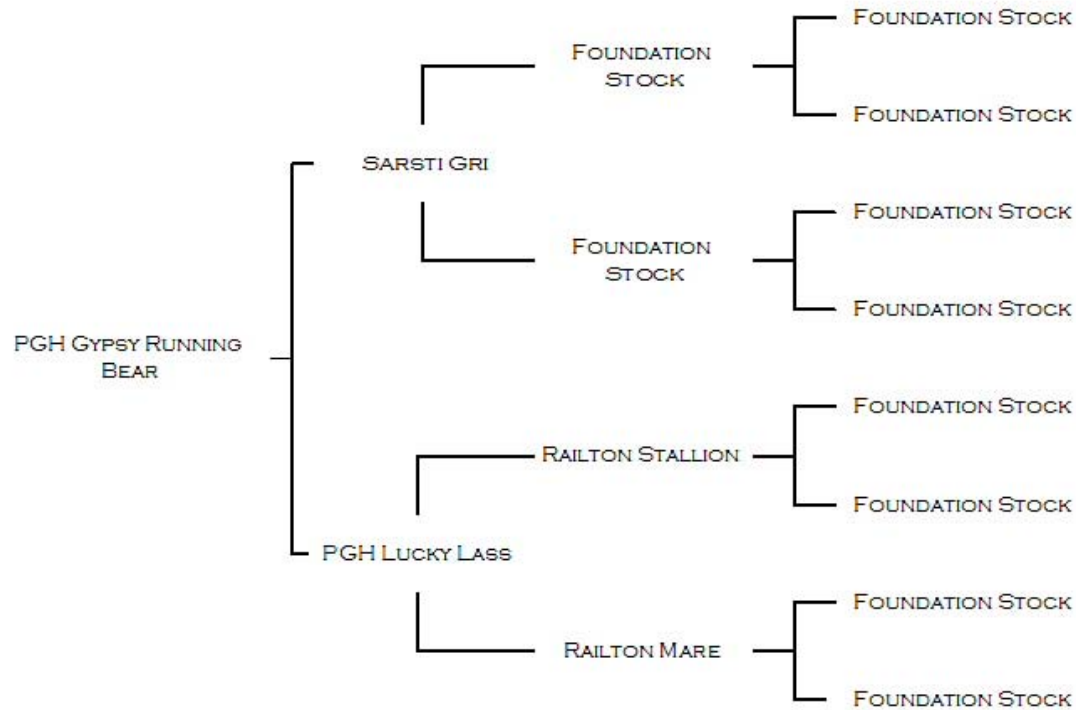 Foundation Stock
Foundation
Stock
Foundation Stock
Sarsti Gri
Foundation Stock
Foundation
Stock
Foundation Stock
PGH Gypsy Running
Bear
Foundation Stock
Railton Stallion
Foundation Stock
PGH Lucky Lass
Foundation Stock
Railton Mare
Foundation Stock